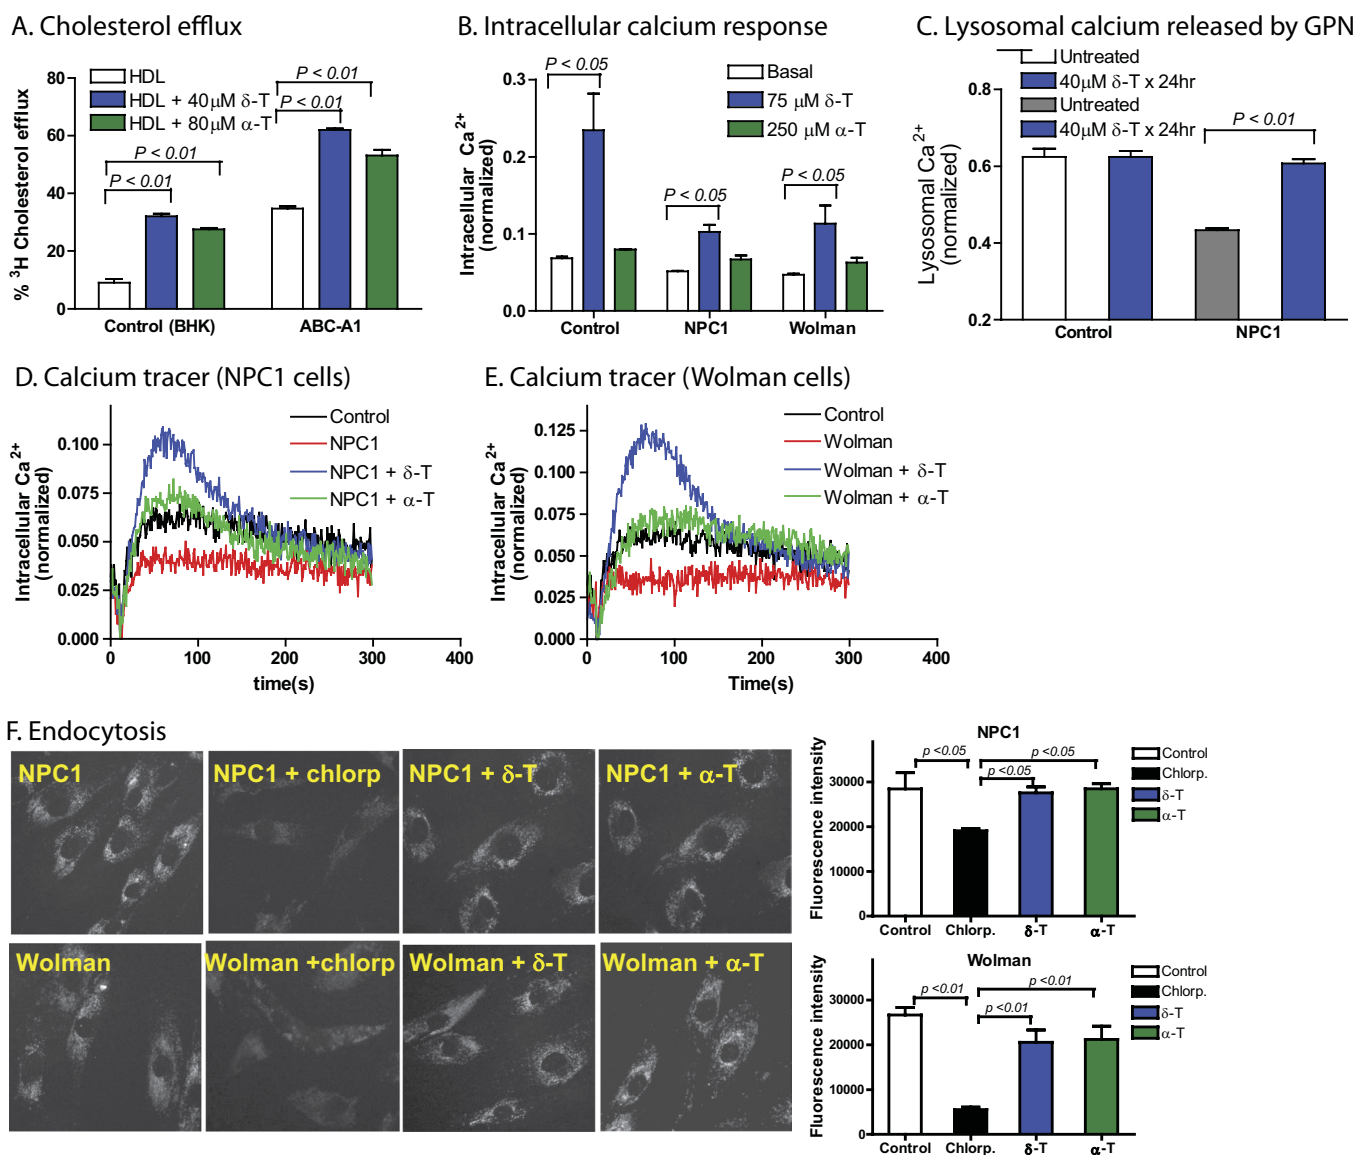 A. Cholesterol efflux
% ³H Cholesterol efflux
80
60
40
20
0
HDL
HDL + 40µM δ-T
HDL + 80µM α-T
P < 0.01
P < 0.01
P < 0.01
P < 0.01
Control (BHK)
ABC-A1
B. Intracellular calcium response
Intracellular Ca²⁺
(normalized)
0.3
0.2
0.1
0.0
P < 0.05
Basal
75 µM δ-T
250 µM α-T
P < 0.05
P < 0.05
Control
NPC1
Wolman
C. Lysosomal calcium released by GPN
Lysosomal Ca²⁺
(normalized)
0.8
0.6
0.4
0.2
Untreated
40µM δ-T x 24hr
Untreated
40µM δ-T x 24hr
P < 0.01
Control
NPC1
D. Calcium tracer (NPC1 cells)
Intracellular Ca²⁺
(normalized)
0.100
0.075
0.050
0.025
0.000
Control
NPC1
NPC1 + δ-T
NPC1 + α-T
0
100
200
300
400
time(s)
E. Calcium tracer (Wolman cells)
Intracellular Ca²⁺
(normalized)
0.125
0.100
0.075
0.050
0.025
0.000
Control
Wolman
Wolman + δ-T
Wolman + α-T
0
100
200
300
400
Time(s)
F. Endocytosis
NPC1
NPC1 + chlorp
NPC1 + δ-T
NPC1 + α-T
Wolman
Wolman +chlorp
Wolman + δ-T
Wolman + α-T
NPC1
Fluorescence intensity
30000
20000
10000
0
p <0.05
p <0.05
p <0.05
Control
Chlorp.
δ-T
α-T
Control
Chlorp.
δ-T
α-T
Wolman
Fluorescence intensity
30000
20000
10000
0
p <0.01
p <0.01
p <0.01
Control
Chlorp.
δ-T
α-T
Control
Chlorp.
δ-T
α-T